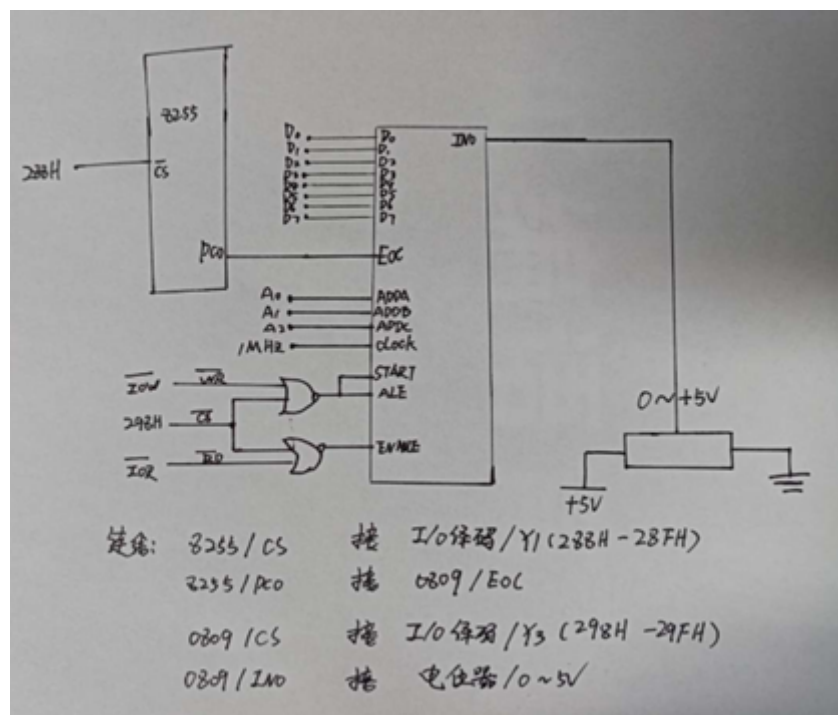 8255
288H
CS
PC0
D0
D1
D2
D3
D4
D5
D6
D7
D0
D1
D2
D3
D4
D5
D6
D7
IN0
EOC
A0
ADDA
A1
ADDB
A2
ADDC
1MHz
clock
START
ALE
IOW
WR
298H
CS
IOR
RD
0~+5V
+5V
连线: 8255/CS 接 I/O译码/Y1(288H-28FH)
8255/PC0 接 0809/EOC
0809/CS 接 I/O译码/Y3(298H-29FH)
0809/IN0 接 电位器/0~5V